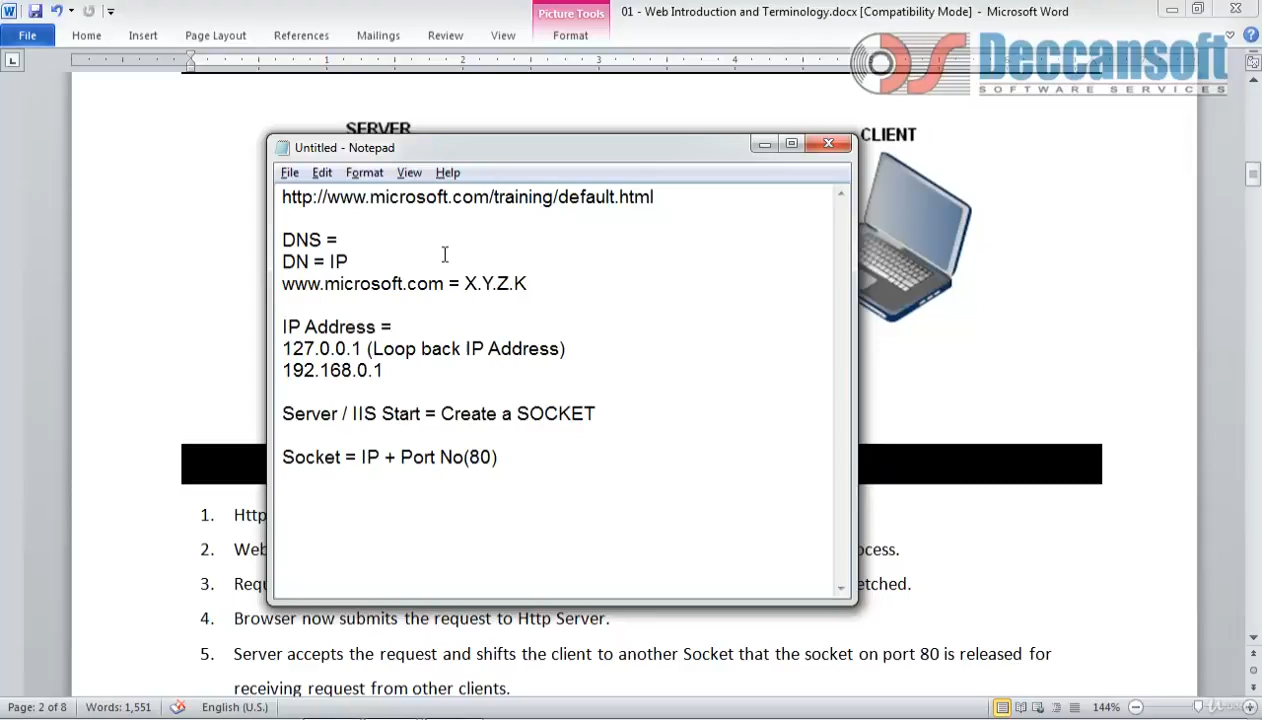 Picture Tools
01 - Web Introduction and Terminology.docx [Compatibility Mode] - Microsoft Word
File Home Insert Page Layout References Mailings Review View Format
1 2 3 4 5
Deccansoft
SOFTWARE SERVICES
SERVER
CLIENT
Untitled - Notepad
File Edit Format View Help
http://www.microsoft.com/training/default.html
DNS =
DN = IP
www.microsoft.com = X.Y.Z.K
IP Address =
127.0.0.1 (Loop back IP Address)
192.168.0.1
Server / IIS Start = Create a SOCKET
Socket = IP + Port No(80)
1. Http
2. Web ocess.
3. Requ etched.
4. Browser now submits the request to Http Server.
5. Server accepts the request and shifts the client to another Socket that the socket on port 80 is released for
receiving request from other clients.
Page: 2 of 8 Words: 1,551 English (U.S.) 144%